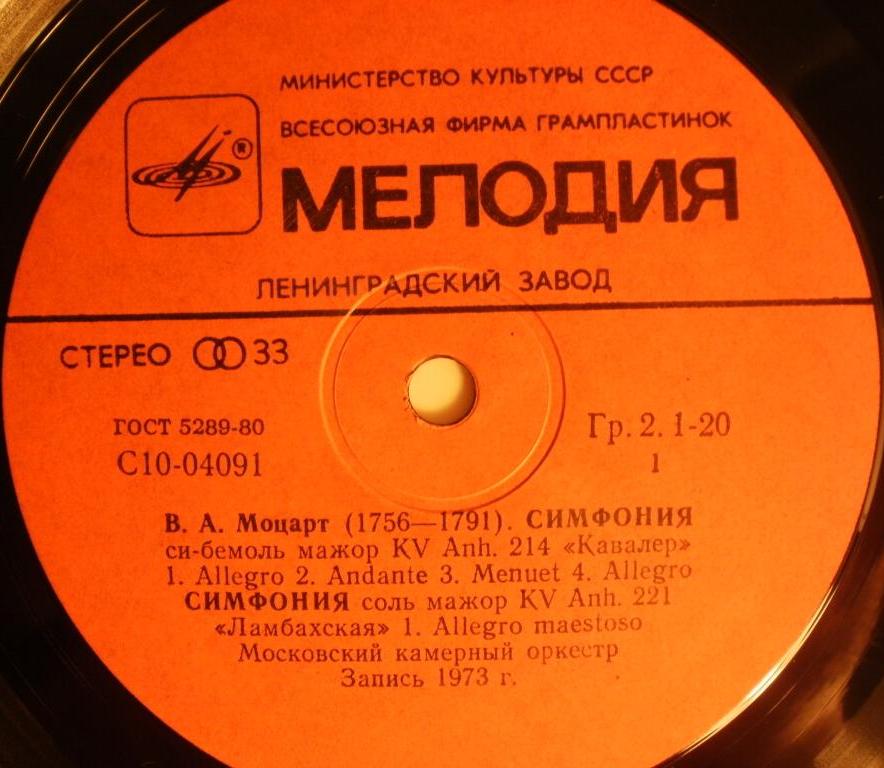 МИНИСТЕРСТВО КУЛЬТУРЫ СССР
ВСЕСОЮЗНАЯ ФИРМА ГРАМПЛАСТИНОК
®
МЕЛОДИЯ
ЛЕНИНГРАДСКИЙ ЗАВОД
СТЕРЕО 33
ГОСТ 5289-80
Гр. 2. 1-20
С10-04091
1
В. А. Моцарт (1756—1791). СИМФОНИЯ
си-бемоль мажор KV Anh. 214 «Кавалер»
1. Allegro 2. Andante 3. Menuet 4. Allegro
СИМФОНИЯ соль мажор KV Anh. 221
«Ламбахская» 1. Allegro maestoso
Московский камерный оркестр
Запись 1973 г.